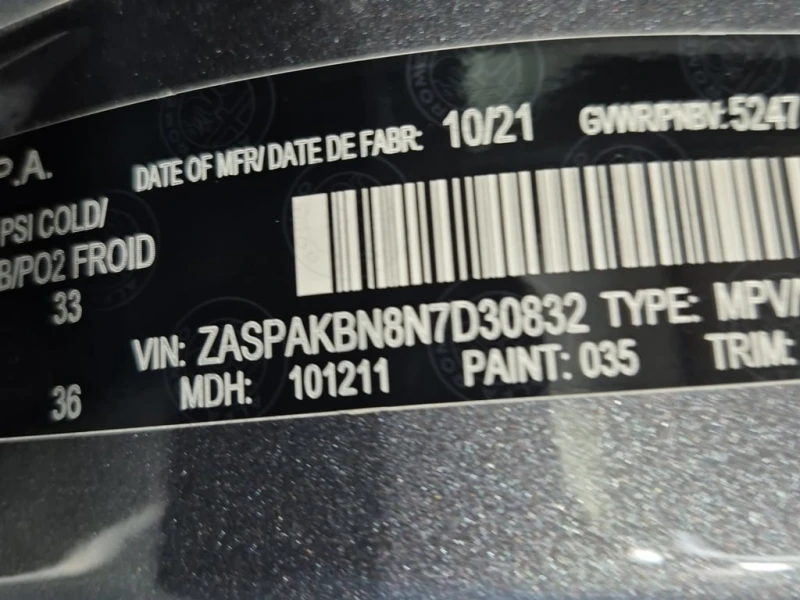 P.A.
DATE OF MFR/ DATE DE FABR: 10/21
GVWR/PNBV: 5247
PSI COLD/
B/PO2 FROID
33
VIN: ZASPAKBN8N7D30832 TYPE: MPV
36
MDH: 101211 PAINT: 035 TRIM: